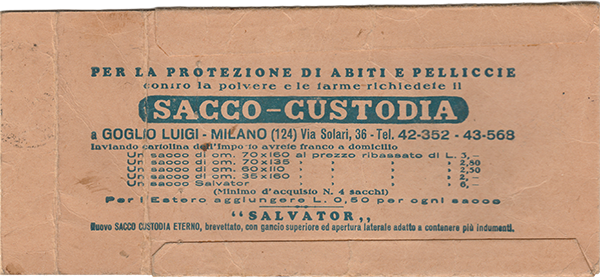 PER LA PROTEZIONE DI ABITI E PELLICCIE
contro la polvere e le tarme richiedete il
SACCO-CUSTODIA
a GOGLIO LUIGI - MILANO (124) Via Solari, 36 - Tel. 42-352 - 43-568
Inviando cartolina dell'importo avrete franco a domicilio
Un sacco di cm. 70x160 al prezzo ribassato di L. 3,—
Un sacco di cm. 70x135 » » » » 2,80
Un sacco di cm. 60x110 » » » » 2,50
Un sacco di cm. 35x160 » » » » 2,—
Un sacco Salvator » » » » 6,—
(Minimo d'acquisto N. 4 sacchi)
Per l'Estero aggiungere L. 0,50 per ogni sacco
"SALVATOR„
Nuovo SACCO CUSTODIA ETERNO, brevettato, con gancio superiore ed apertura laterale adatto a contenere più indumenti.